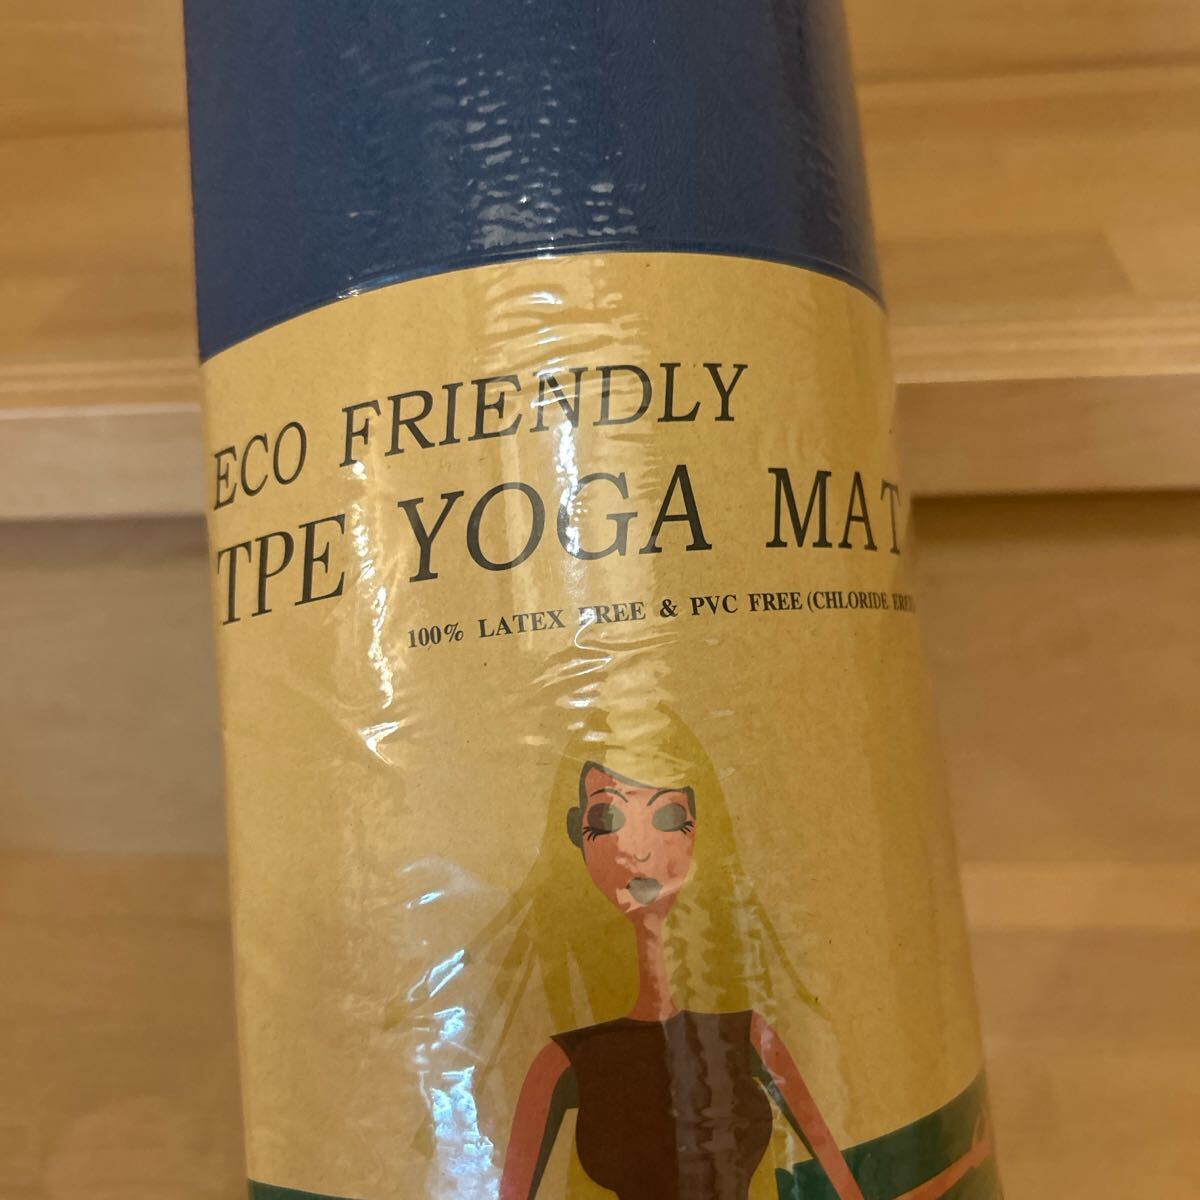 ECO FRIENDLY
TPE YOGA MAT
100% LATEX FREE & PVC FREE (CHLORIDE